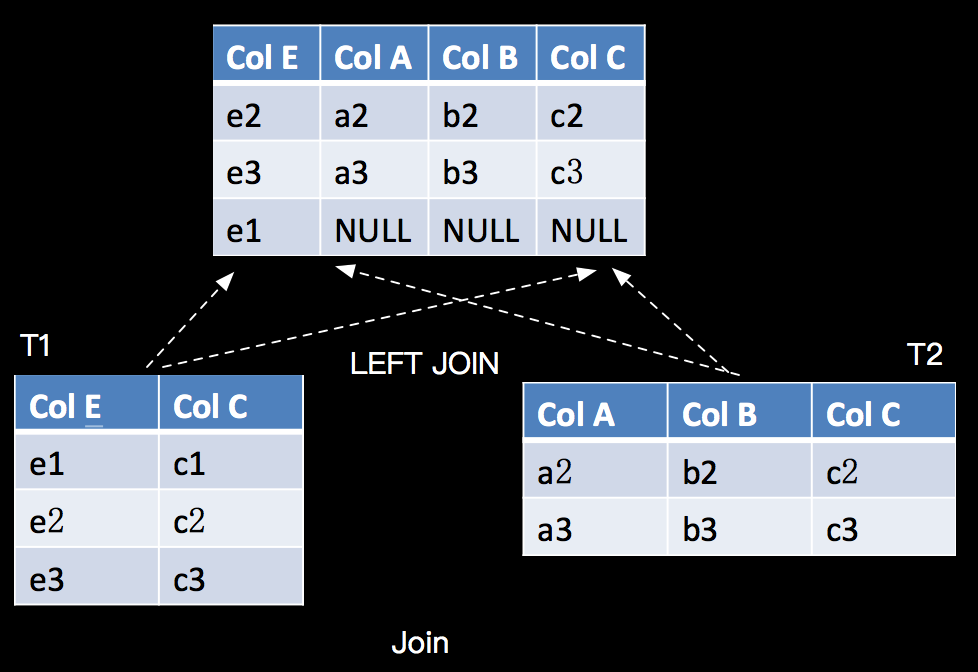 Col E Col A Col B Col C
e2 a2 b2 c2
e3 a3 b3 c3
e1 NULL NULL NULL
T1
LEFT JOIN
T2
Col E Col C
e1 c1
e2 c2
e3 c3
Col A Col B Col C
a2 b2 c2
a3 b3 c3
Join